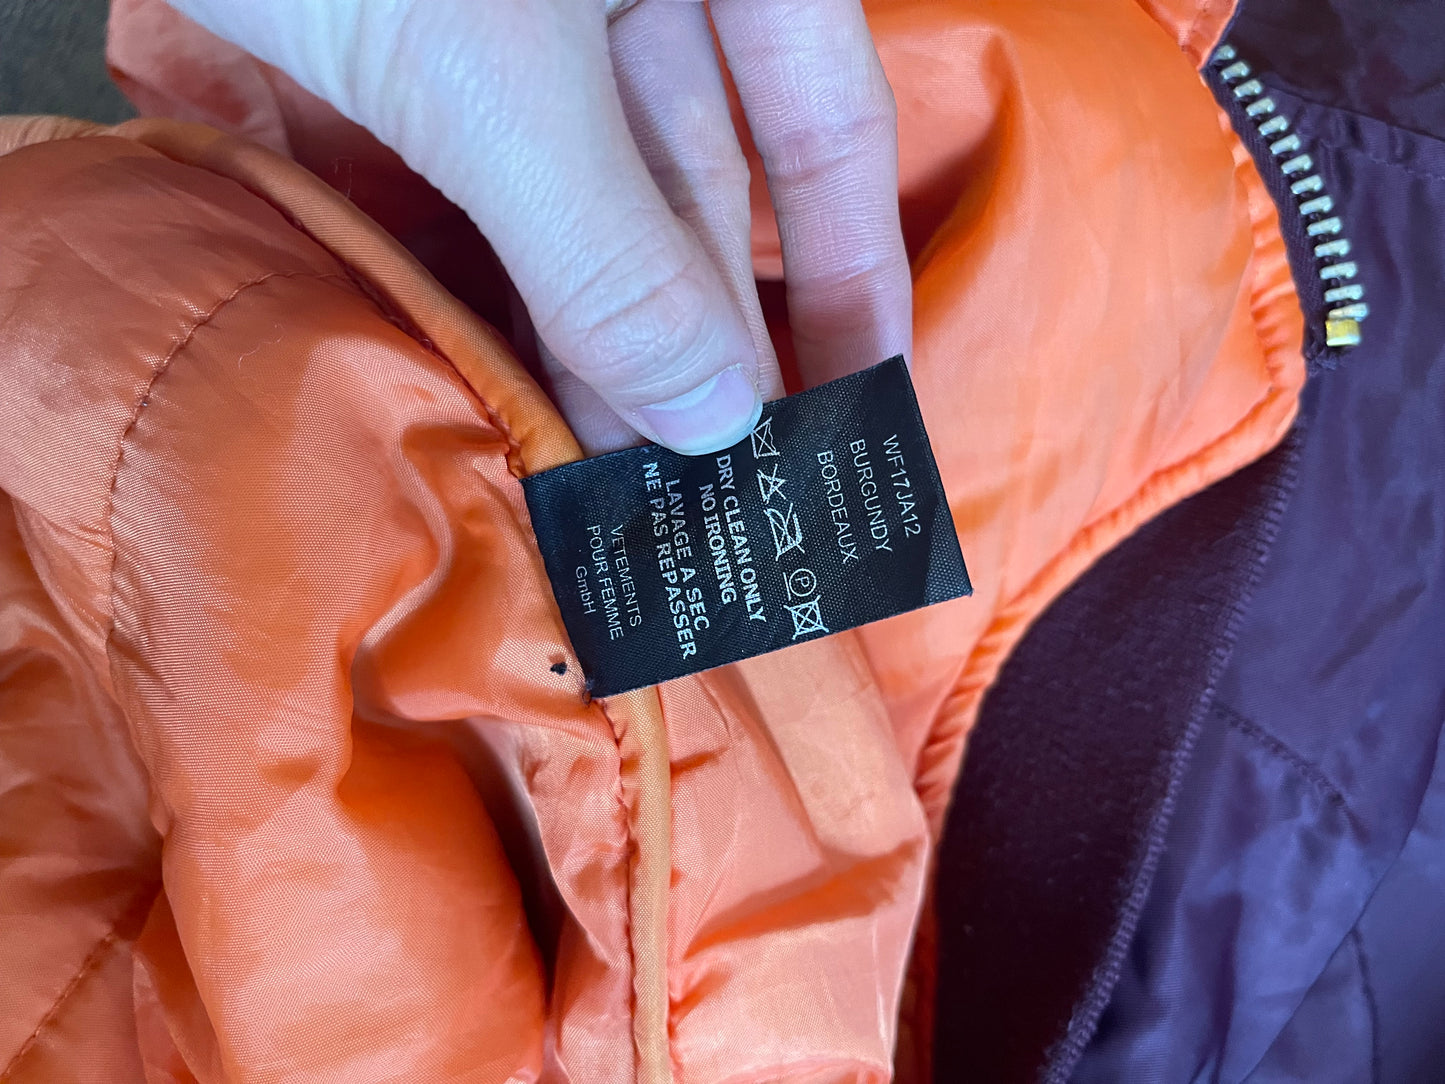 WF17JA12
BURGUNDY
BORDEAUX
P
DRY CLEAN ONLY
NO IRONING
LAVAGE A SEC
NE PAS REPASSER
VETEMENTS
POUR FEMME
GmbH